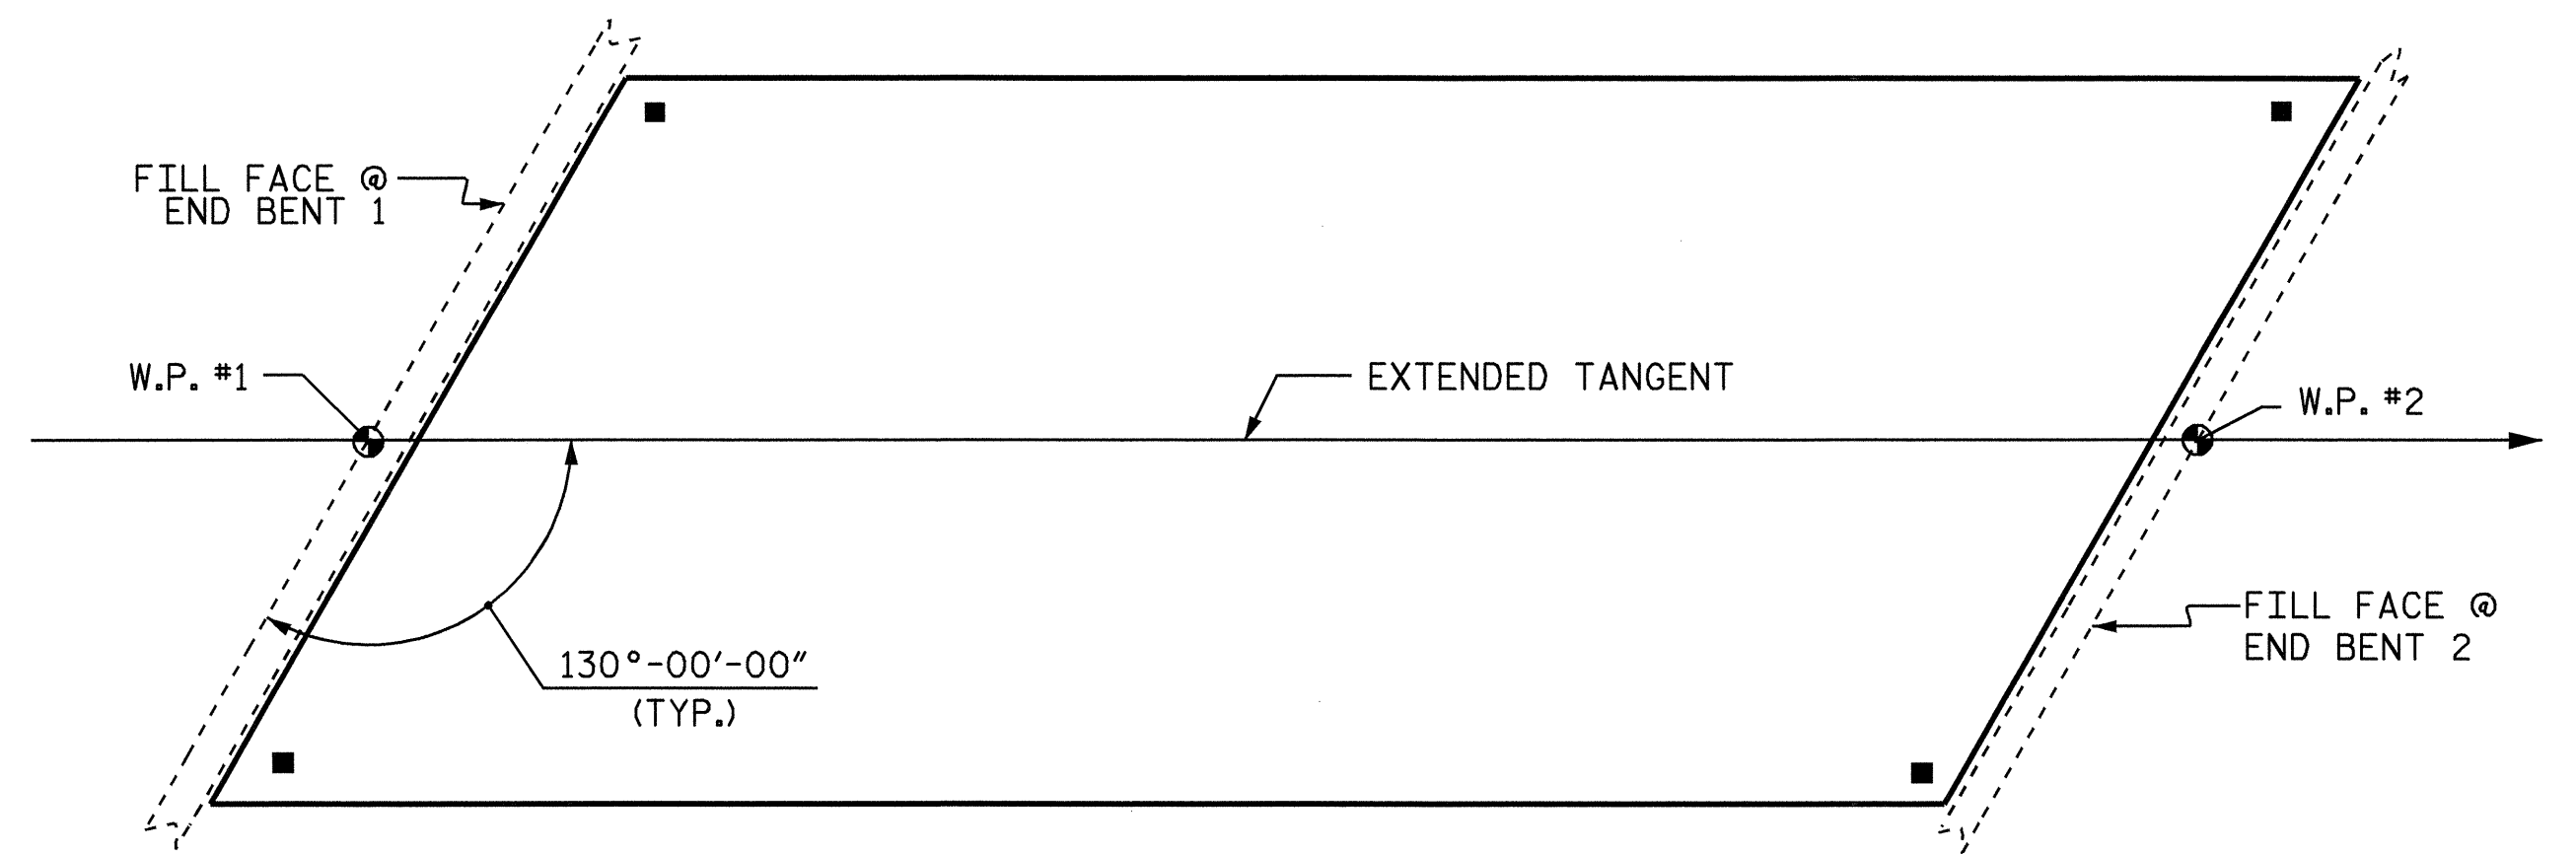 FILL FACE @
END BENT 1
W.P. #1
EXTENDED TANGENT
W.P. #2
130°-00'-00"
(TYP.)
FILL FACE @
END BENT 2